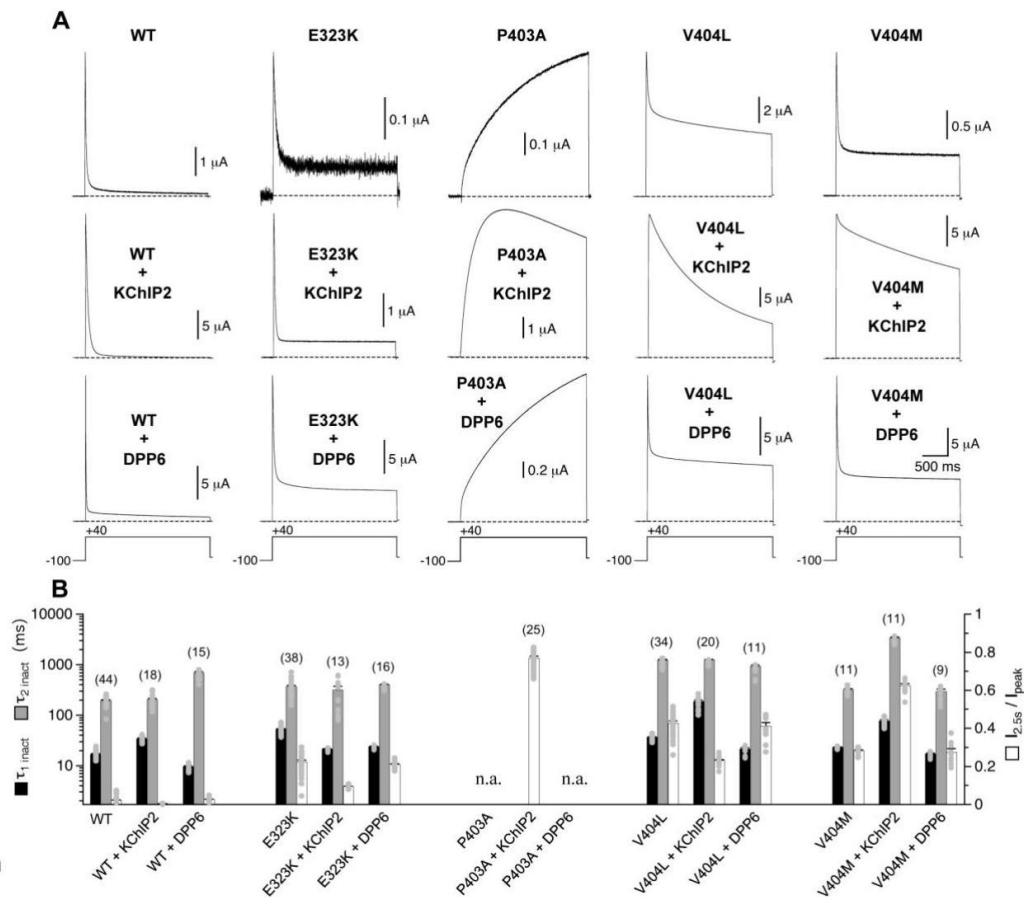 A
WT
E323K
P403A
V404L
V404M
1 µA
0.1 µA
0.1 µA
2 µA
0.5 µA
WT
+
KChIP2
5 µA
E323K
+
KChIP2
1 µA
P403A
+
KChIP2
1 µA
V404L
+
KChIP2
5 µA
V404M
+
KChIP2
5 µA
WT
+
DPP6
5 µA
E323K
+
DPP6
5 µA
P403A
+
DPP6
0.2 µA
V404L
+
DPP6
5 µA
V404M
+
DPP6
5 µA
500 ms
+40
+40
+40
+40
+40
-100
-100
-100
-100
-100
B
τ1 inact
τ2 inact (ms)
10000
1000
100
10
(44)
(18)
(15)
(38)
(13)
(16)
n.a.
(25)
n.a.
(34)
(20)
(11)
(11)
(11)
(9)
1
0.8
0.6
0.4
0.2
0
I2.5s / Ipeak
WT
WT + KChIP2
WT + DPP6
E323K
E323K + KChIP2
E323K + DPP6
P403A
P403A + KChIP2
P403A + DPP6
V404L
V404L + KChIP2
V404L + DPP6
V404M
V404M + KChIP2
V404M + DPP6